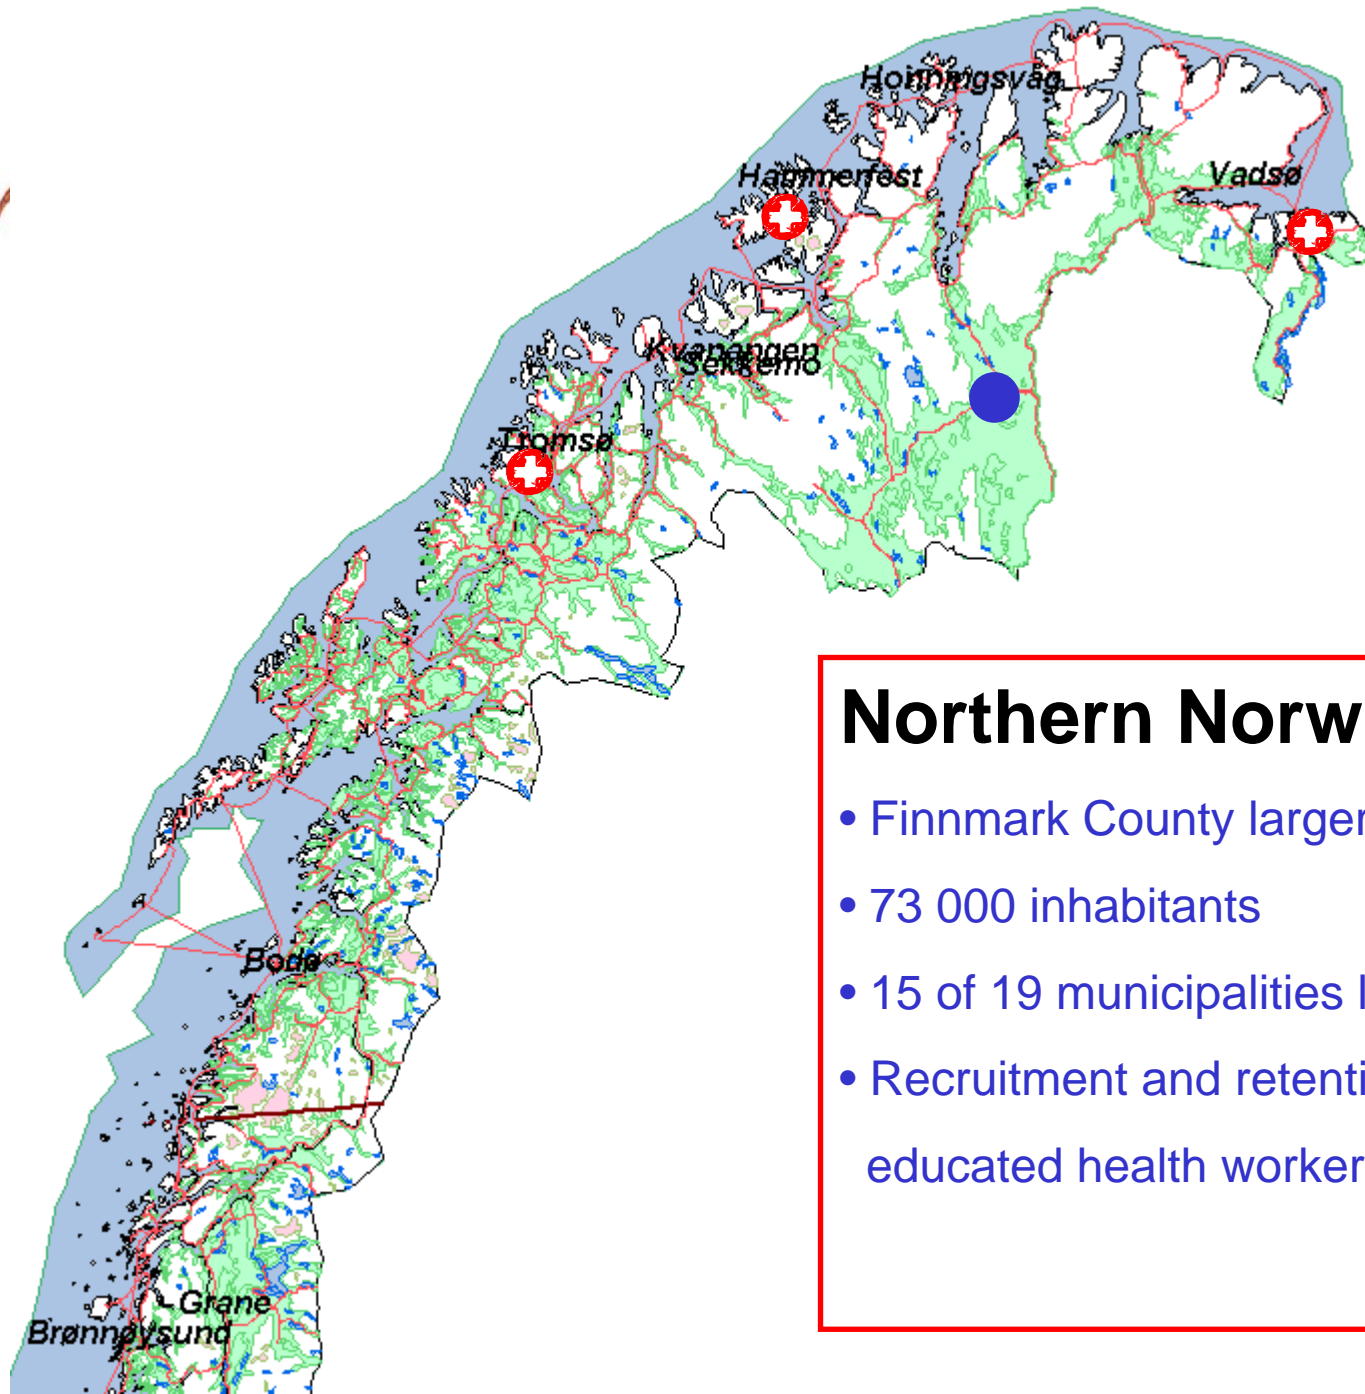 Honningsvåg
Hammerfest
Vadsø
Kvænangen
Sekkemo
Tromsø
Å
Bodø
Grane
Brønnøysund
Northern Norw
• Finnmark County larger
• 73 000 inhabitants
• 15 of 19 municipalities l
• Recruitment and retenti
educated health worker